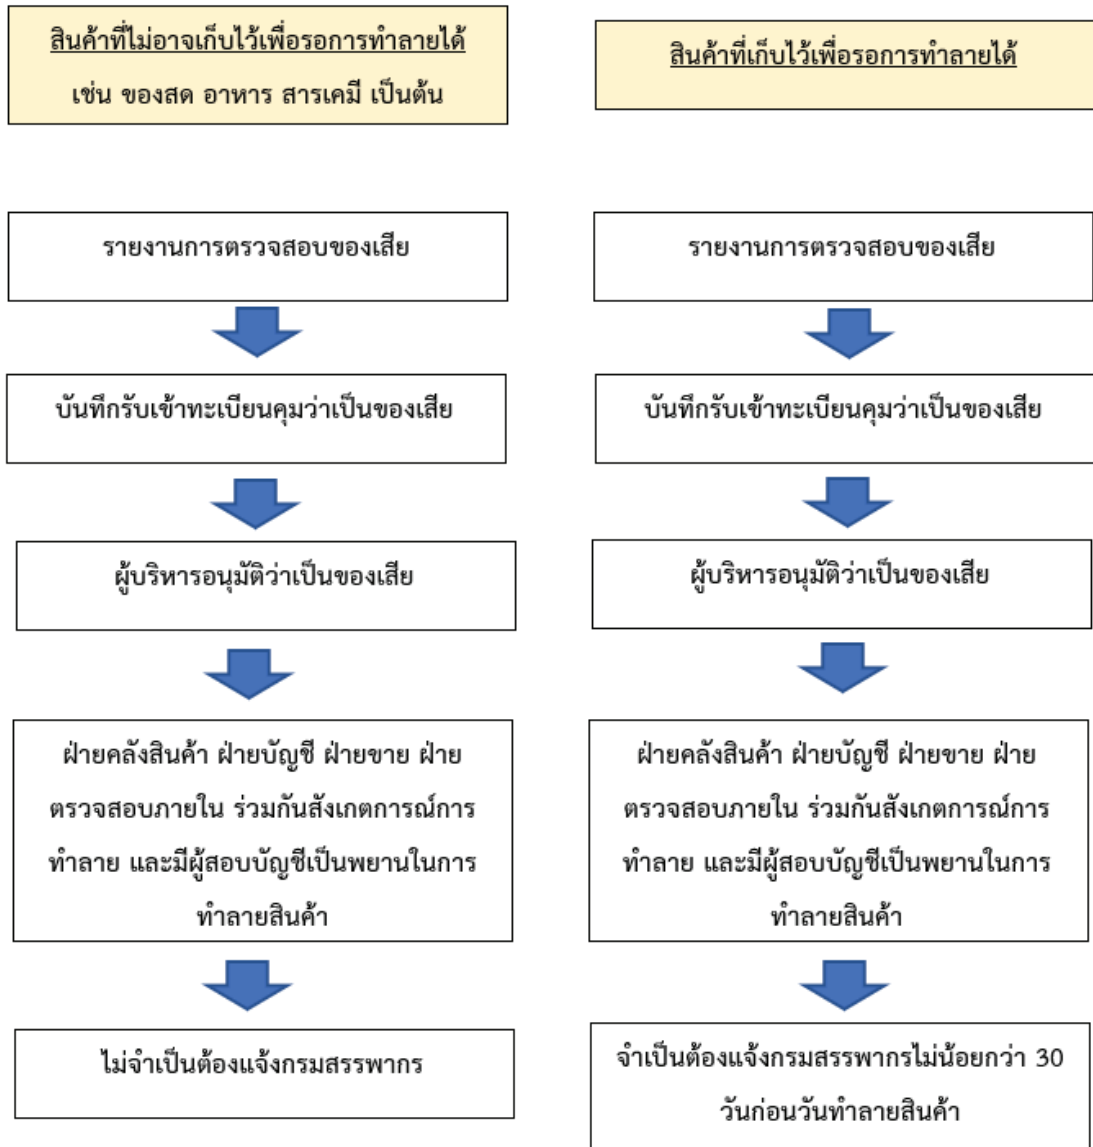 สินค้าที่ไม่อาจเก็บไว้เพื่อรอการทำลายได้
เช่น ของสด อาหาร สารเคมี เป็นต้น
รายงานการตรวจสอบของเสีย
บันทึกรับเข้าทะเบียนคุมว่าเป็นของเสีย
ผู้บริหารอนุมัติว่าเป็นของเสีย
ฝ่ายคลังสินค้า ฝ่ายบัญชี ฝ่ายขาย ฝ่าย
ตรวจสอบภายใน ร่วมกันสังเกตการณ์การ
ทำลาย และมีผู้สอบบัญชีเป็นพยานในการ
ทำลายสินค้า
ไม่จำเป็นต้องแจ้งกรมสรรพากร
สินค้าที่เก็บไว้เพื่อรอการทำลายได้
รายงานการตรวจสอบของเสีย
บันทึกรับเข้าทะเบียนคุมว่าเป็นของเสีย
ผู้บริหารอนุมัติว่าเป็นของเสีย
ฝ่ายคลังสินค้า ฝ่ายบัญชี ฝ่ายขาย ฝ่าย
ตรวจสอบภายใน ร่วมกันสังเกตการณ์การ
ทำลาย และมีผู้สอบบัญชีเป็นพยานในการ
ทำลายสินค้า
จำเป็นต้องแจ้งกรมสรรพากรไม่น้อยกว่า 30
วันก่อนวันทำลายสินค้า